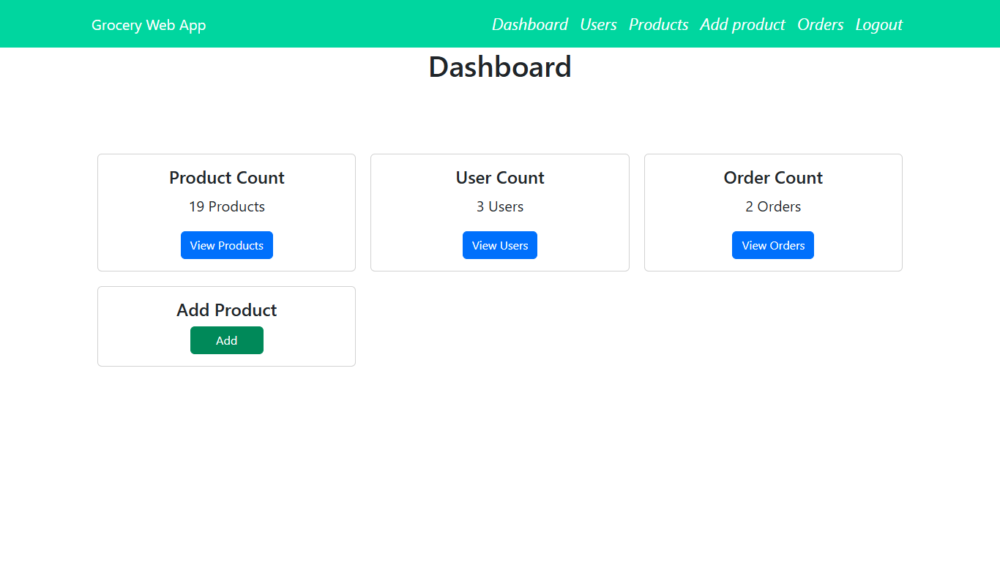 Grocery Web App
Dashboard Users Products Add product Orders Logout
Dashboard
Product Count
19 Products
View Products
User Count
3 Users
View Users
Order Count
2 Orders
View Orders
Add Product
Add